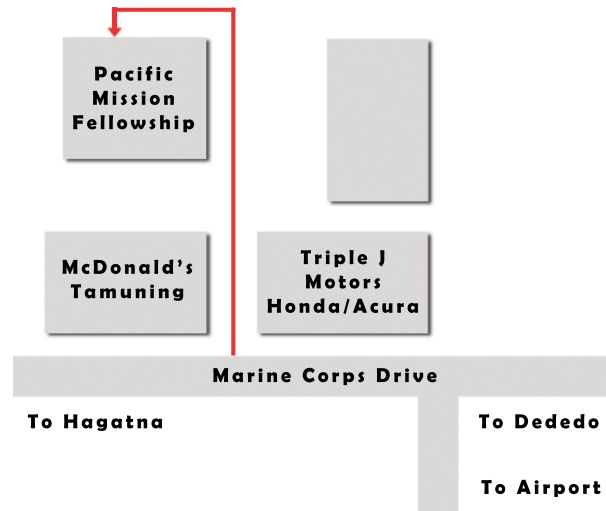 Pacific
Mission
Fellowship
McDonald's
Tamuning
Triple J
Motors
Honda/Acura
Marine Corps Drive
To Hagatna
To Dededo
To Airport